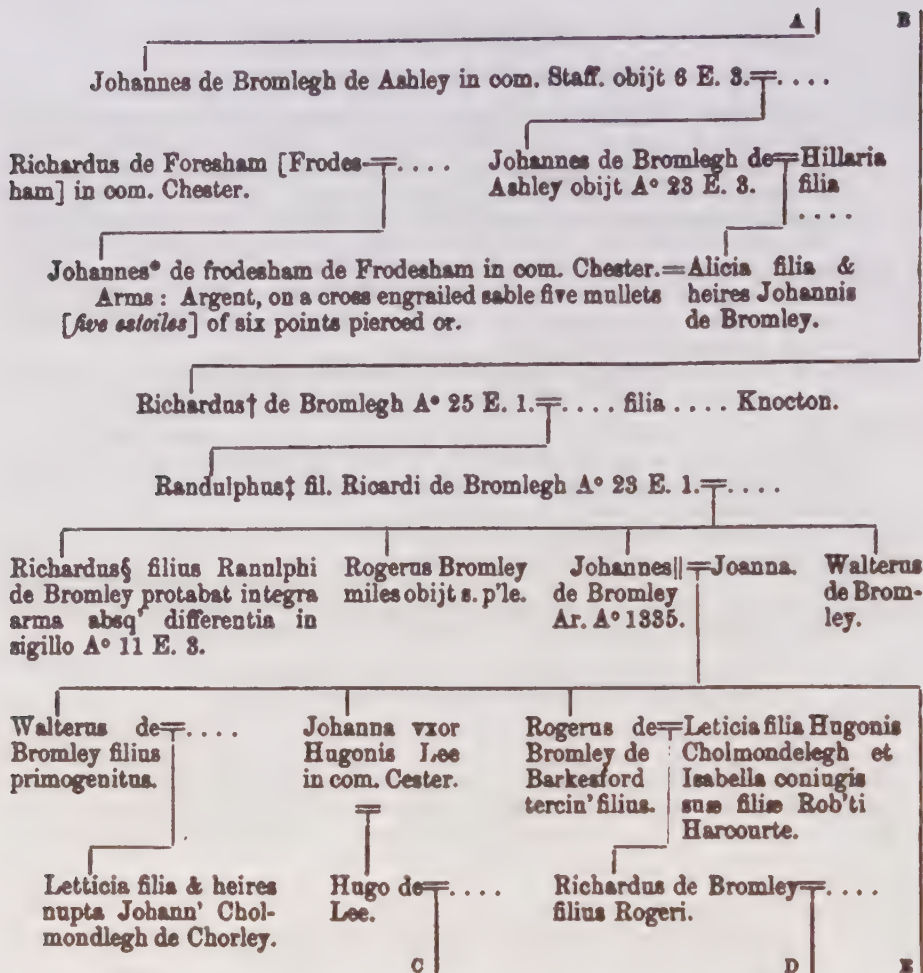 A B
Johannes de Bromlegh de Ashley in com. Staff. obijt 6 E. 3.=....
Richardus de Foresham [Frodes-=....
ham] in com. Chester.
Johannes de Bromlegh de=Hillaria
Ashley obijt A° 23 E. 3. filia
....
Johannes* de frodesham de Frodesham in com. Chester.=Alicia filia &
Arms : Argent, on a cross engrailed sable five mullets heires Johannis
[five estoiles] of six points pierced or. de Bromley.
Richardus† de Bromlegh A° 25 E. 1.=.... filia .... Knocton.
Randulphus‡ fil. Ricardi de Bromlegh A° 23 E. 1.=....
Richardus§ filius Ranulphi
de Bromley protabat integra
arma absq' differentia in
sigillo A° 11 E. 3.
Rogerus Bromley
miles obijt s. p'le.
Johannes||=Joanna.
de Bromley
Ar. A° 1385.
Walterus
de Brom-
ley.
Walterus de=....
Bromley filius
primogenitus.
Johanna vxor
Hugonis Lee
in com. Cester.
Rogerus de=Leticia filia Hugonis
Bromley de Cholmondelegh et
Barkesford Isabella coniugis
tercin' filius. suæ filiæ Rob'ti
Harcourte.
Letticia filia & heires
nupta Johann' Chol-
mondlegh de Chorley.
Hugo de=....
Lee.
Richardus de Bromley=....
filius Rogeri.
C D E